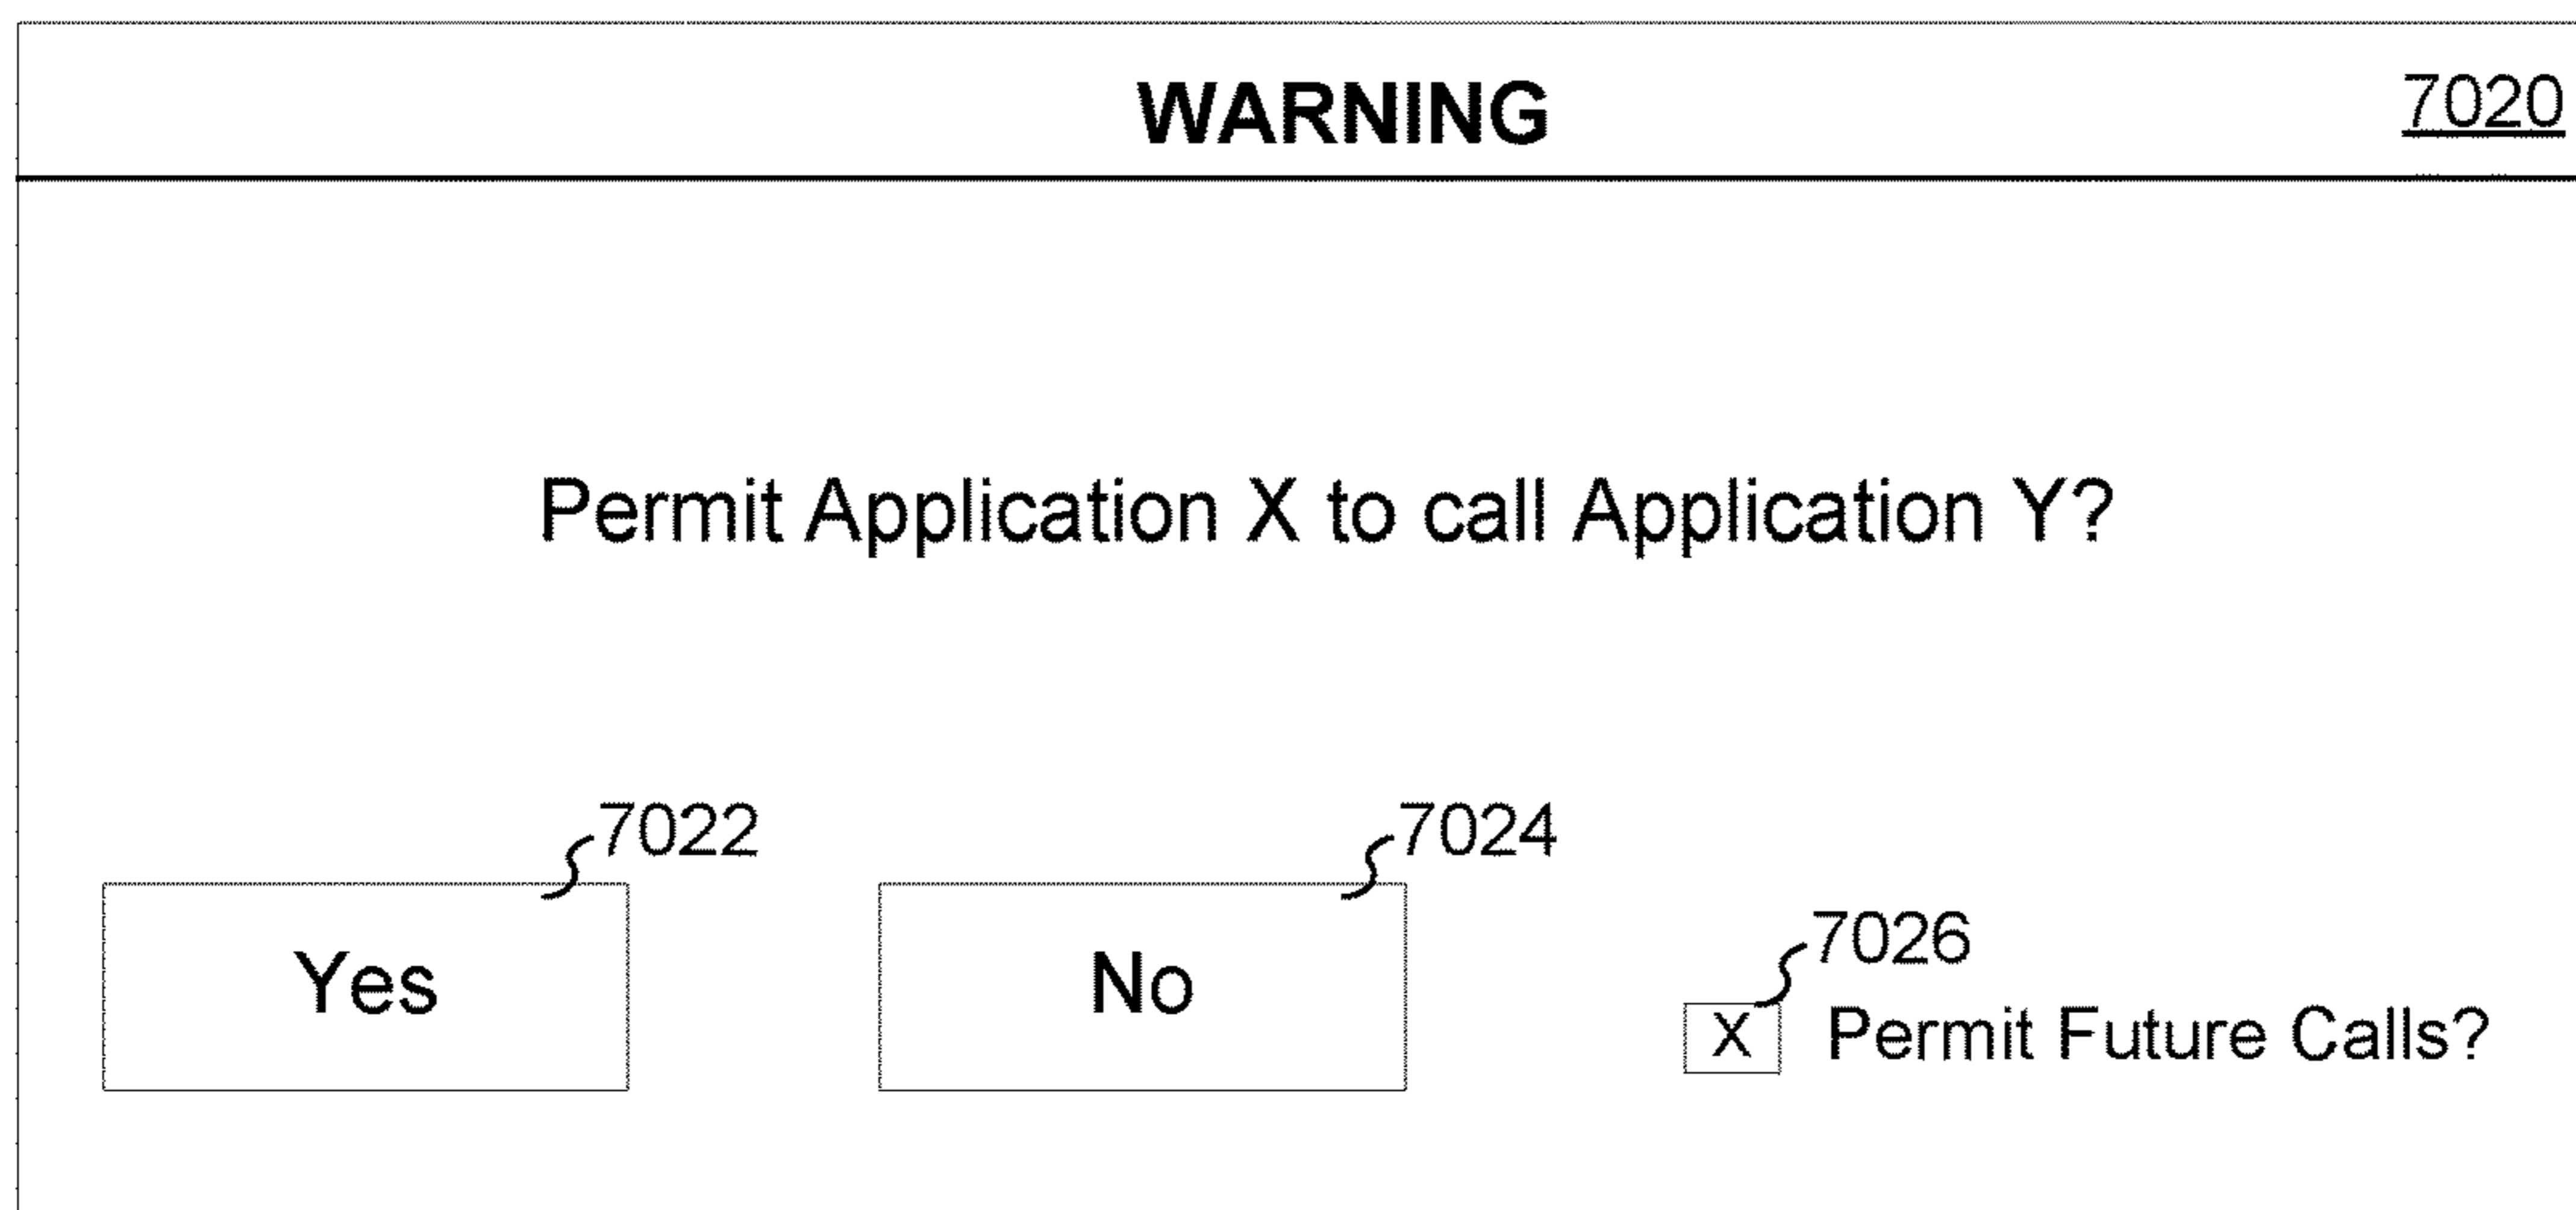 WARNING 7020
Permit Application X to call Application Y?
7022 7024
7026
Yes No
X Permit Future Calls?